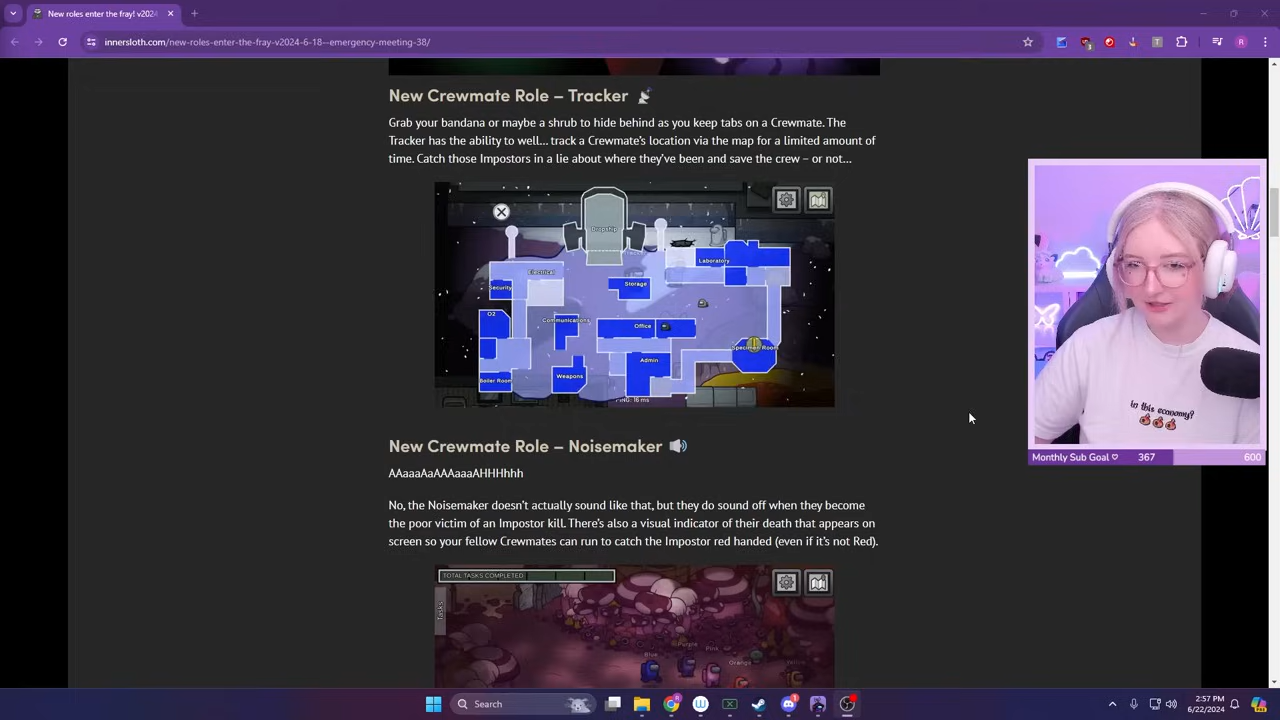 New roles enter the fray! v2024
innersloth.com/new-roles-enter-the-fray-v2024-6-18--emergency-meeting-38/
R
New Crewmate Role – Tracker
Grab your bandana or maybe a shrub to hide behind as you keep tabs on a Crewmate. The
Tracker has the ability to well... track a Crewmate's location via the map for a limited amount of
time. Catch those Impostors in a lie about where they've been and save the crew – or not...
Dropship
Laboratory
Electrical
Security
Storage
O2
Communications
Office
Specimen Room
Admin
Weapons
Boiler Room
PING: 16 ms
in this economy?
Monthly Sub Goal ♡ 367 600
New Crewmate Role – Noisemaker
AAaaaAaAAAaaaAHHHhhh
No, the Noisemaker doesn't actually sound like that, but they do sound off when they become
the poor victim of an Impostor kill. There's also a visual indicator of their death that appears on
screen so your fellow Crewmates can run to catch the Impostor red handed (even if it's not Red).
TOTAL TASKS COMPLETED
Tasks
Purple
Pink
Blue
Orange
Yellow
Search
2:57 PM
6/22/2024